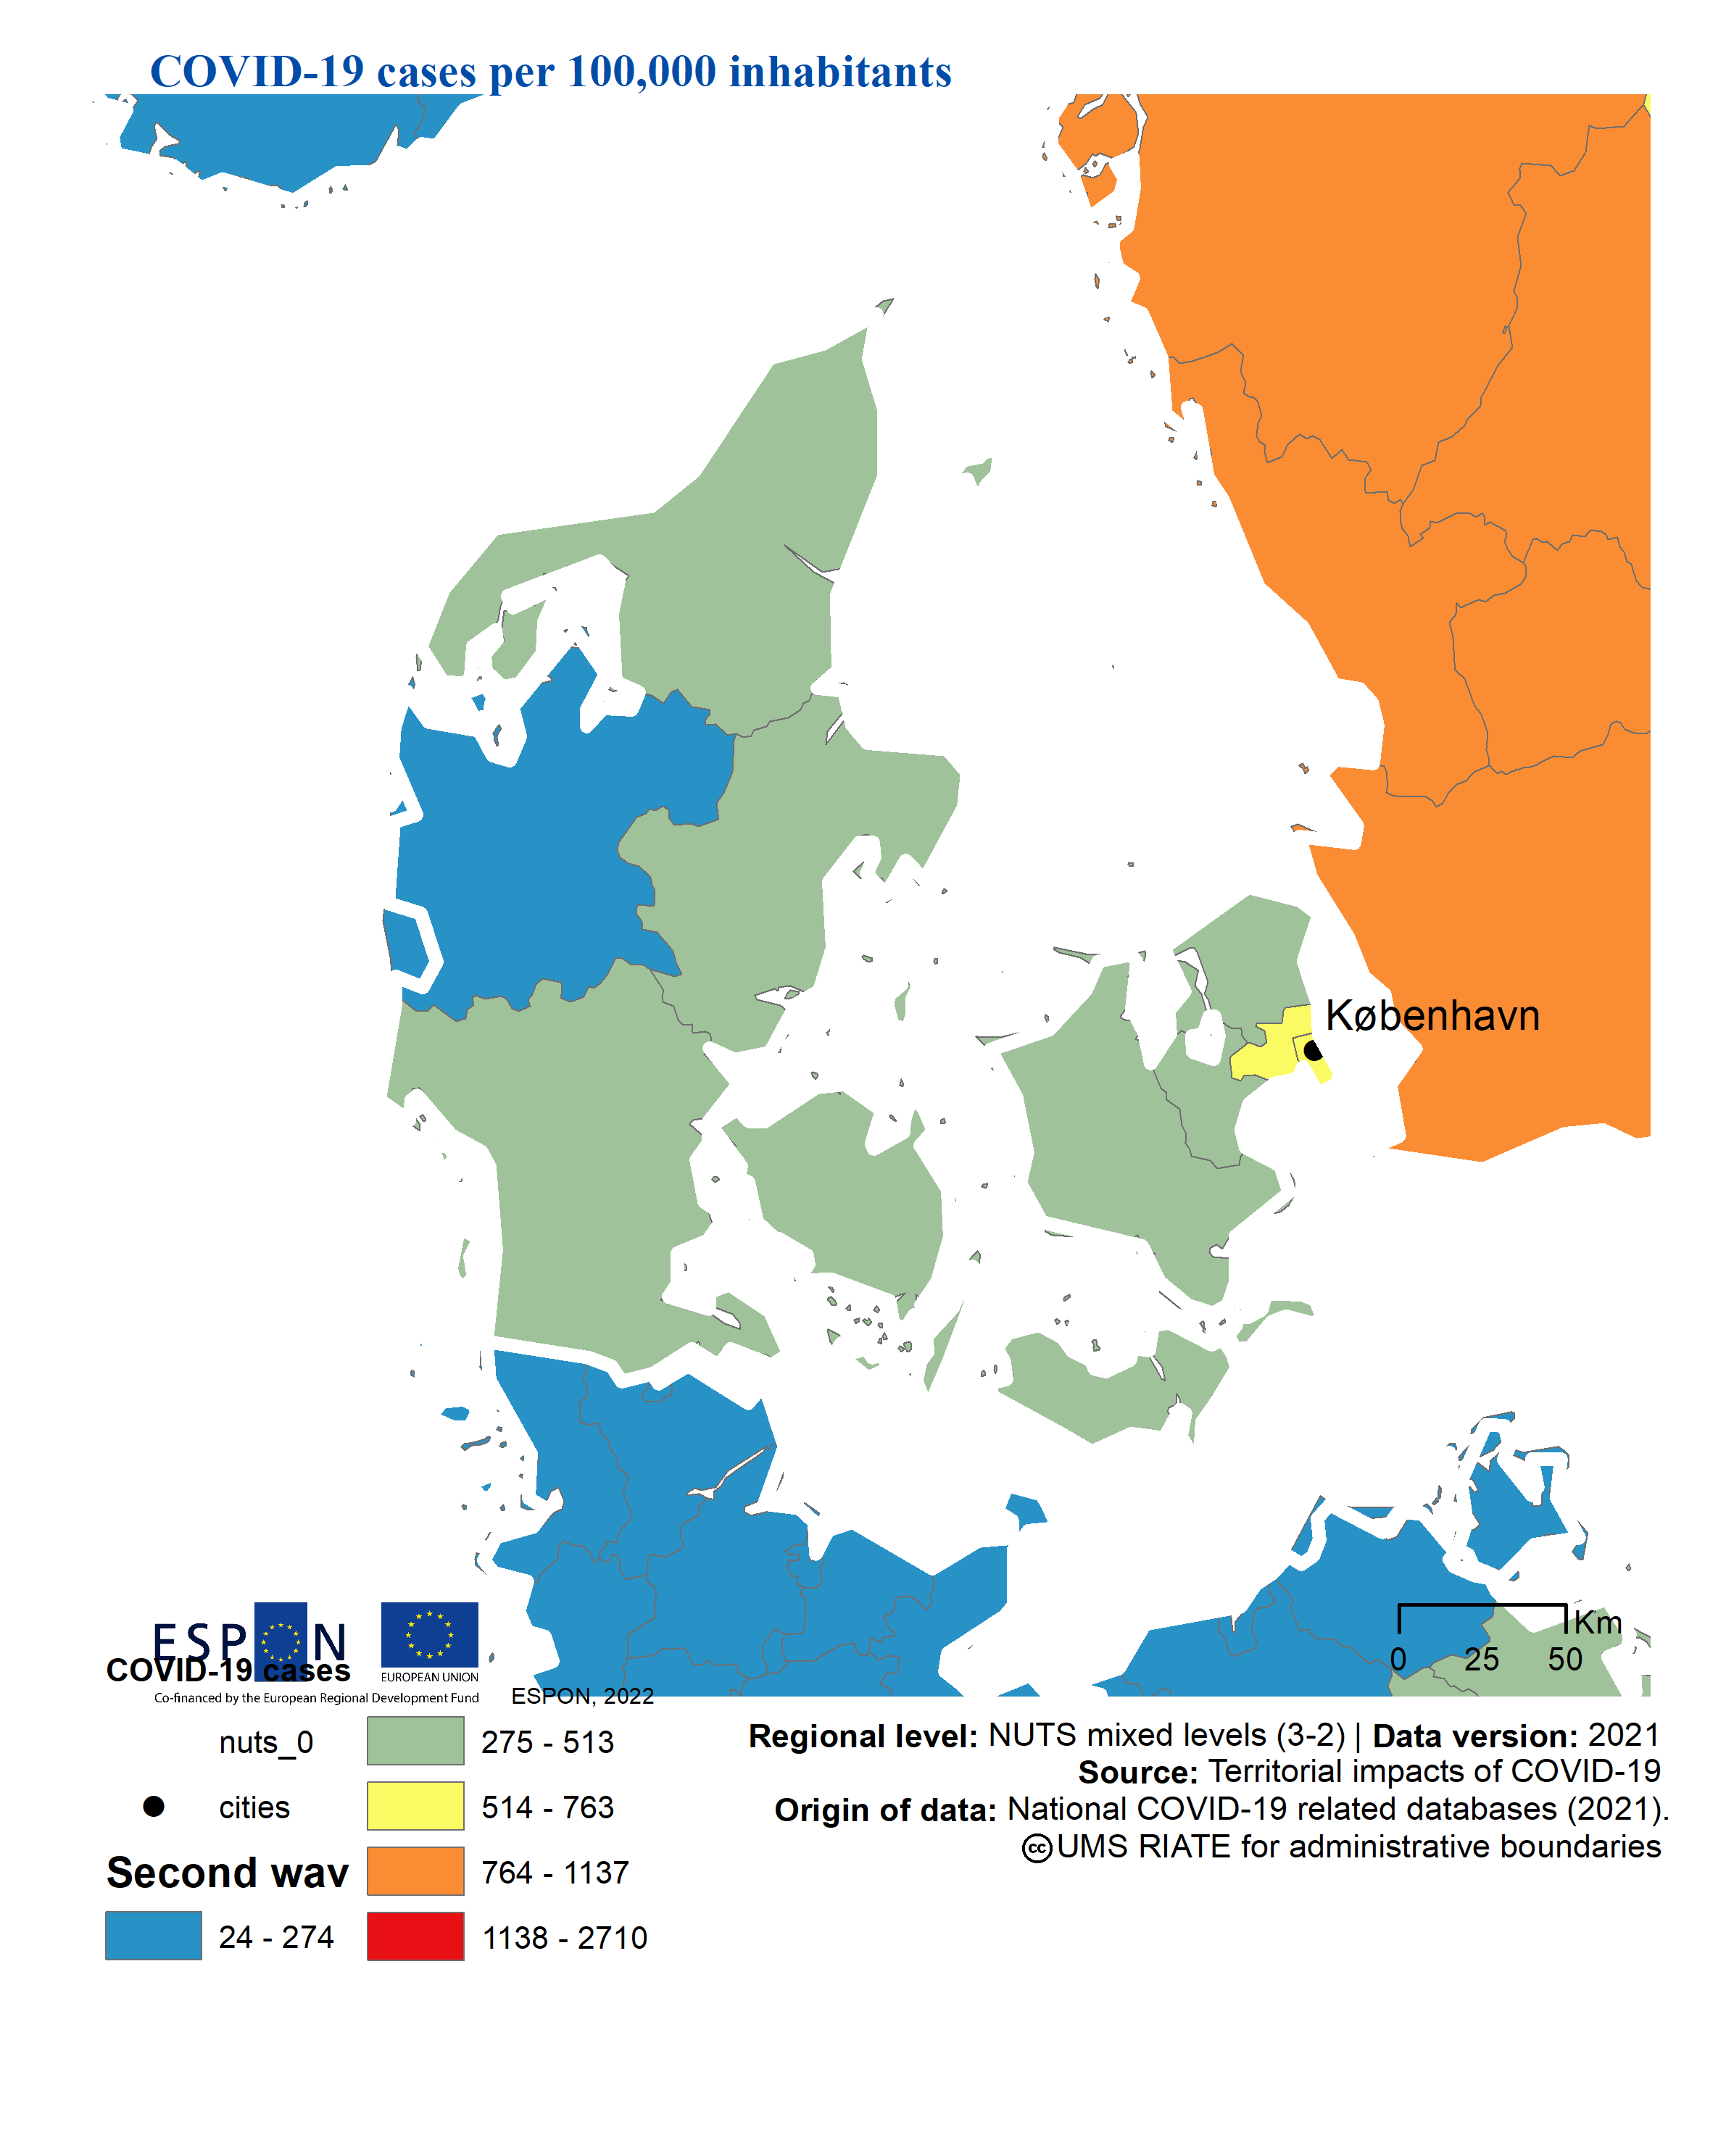 COVID-19 cases per 100,000 inhabitants
København
ESPON
EUROPEAN UNION
COVID-19 cases
Co-financed by the European Regional Development Fund
ESPON, 2022
Km
0 25 50
nuts_0
cities
Second wav
24 - 274
275 - 513
514 - 763
764 - 1137
1138 - 2710
Regional level: NUTS mixed levels (3-2) | Data version: 2021
Source: Territorial impacts of COVID-19
Origin of data: National COVID-19 related databases (2021).
cc UMS RIATE for administrative boundaries